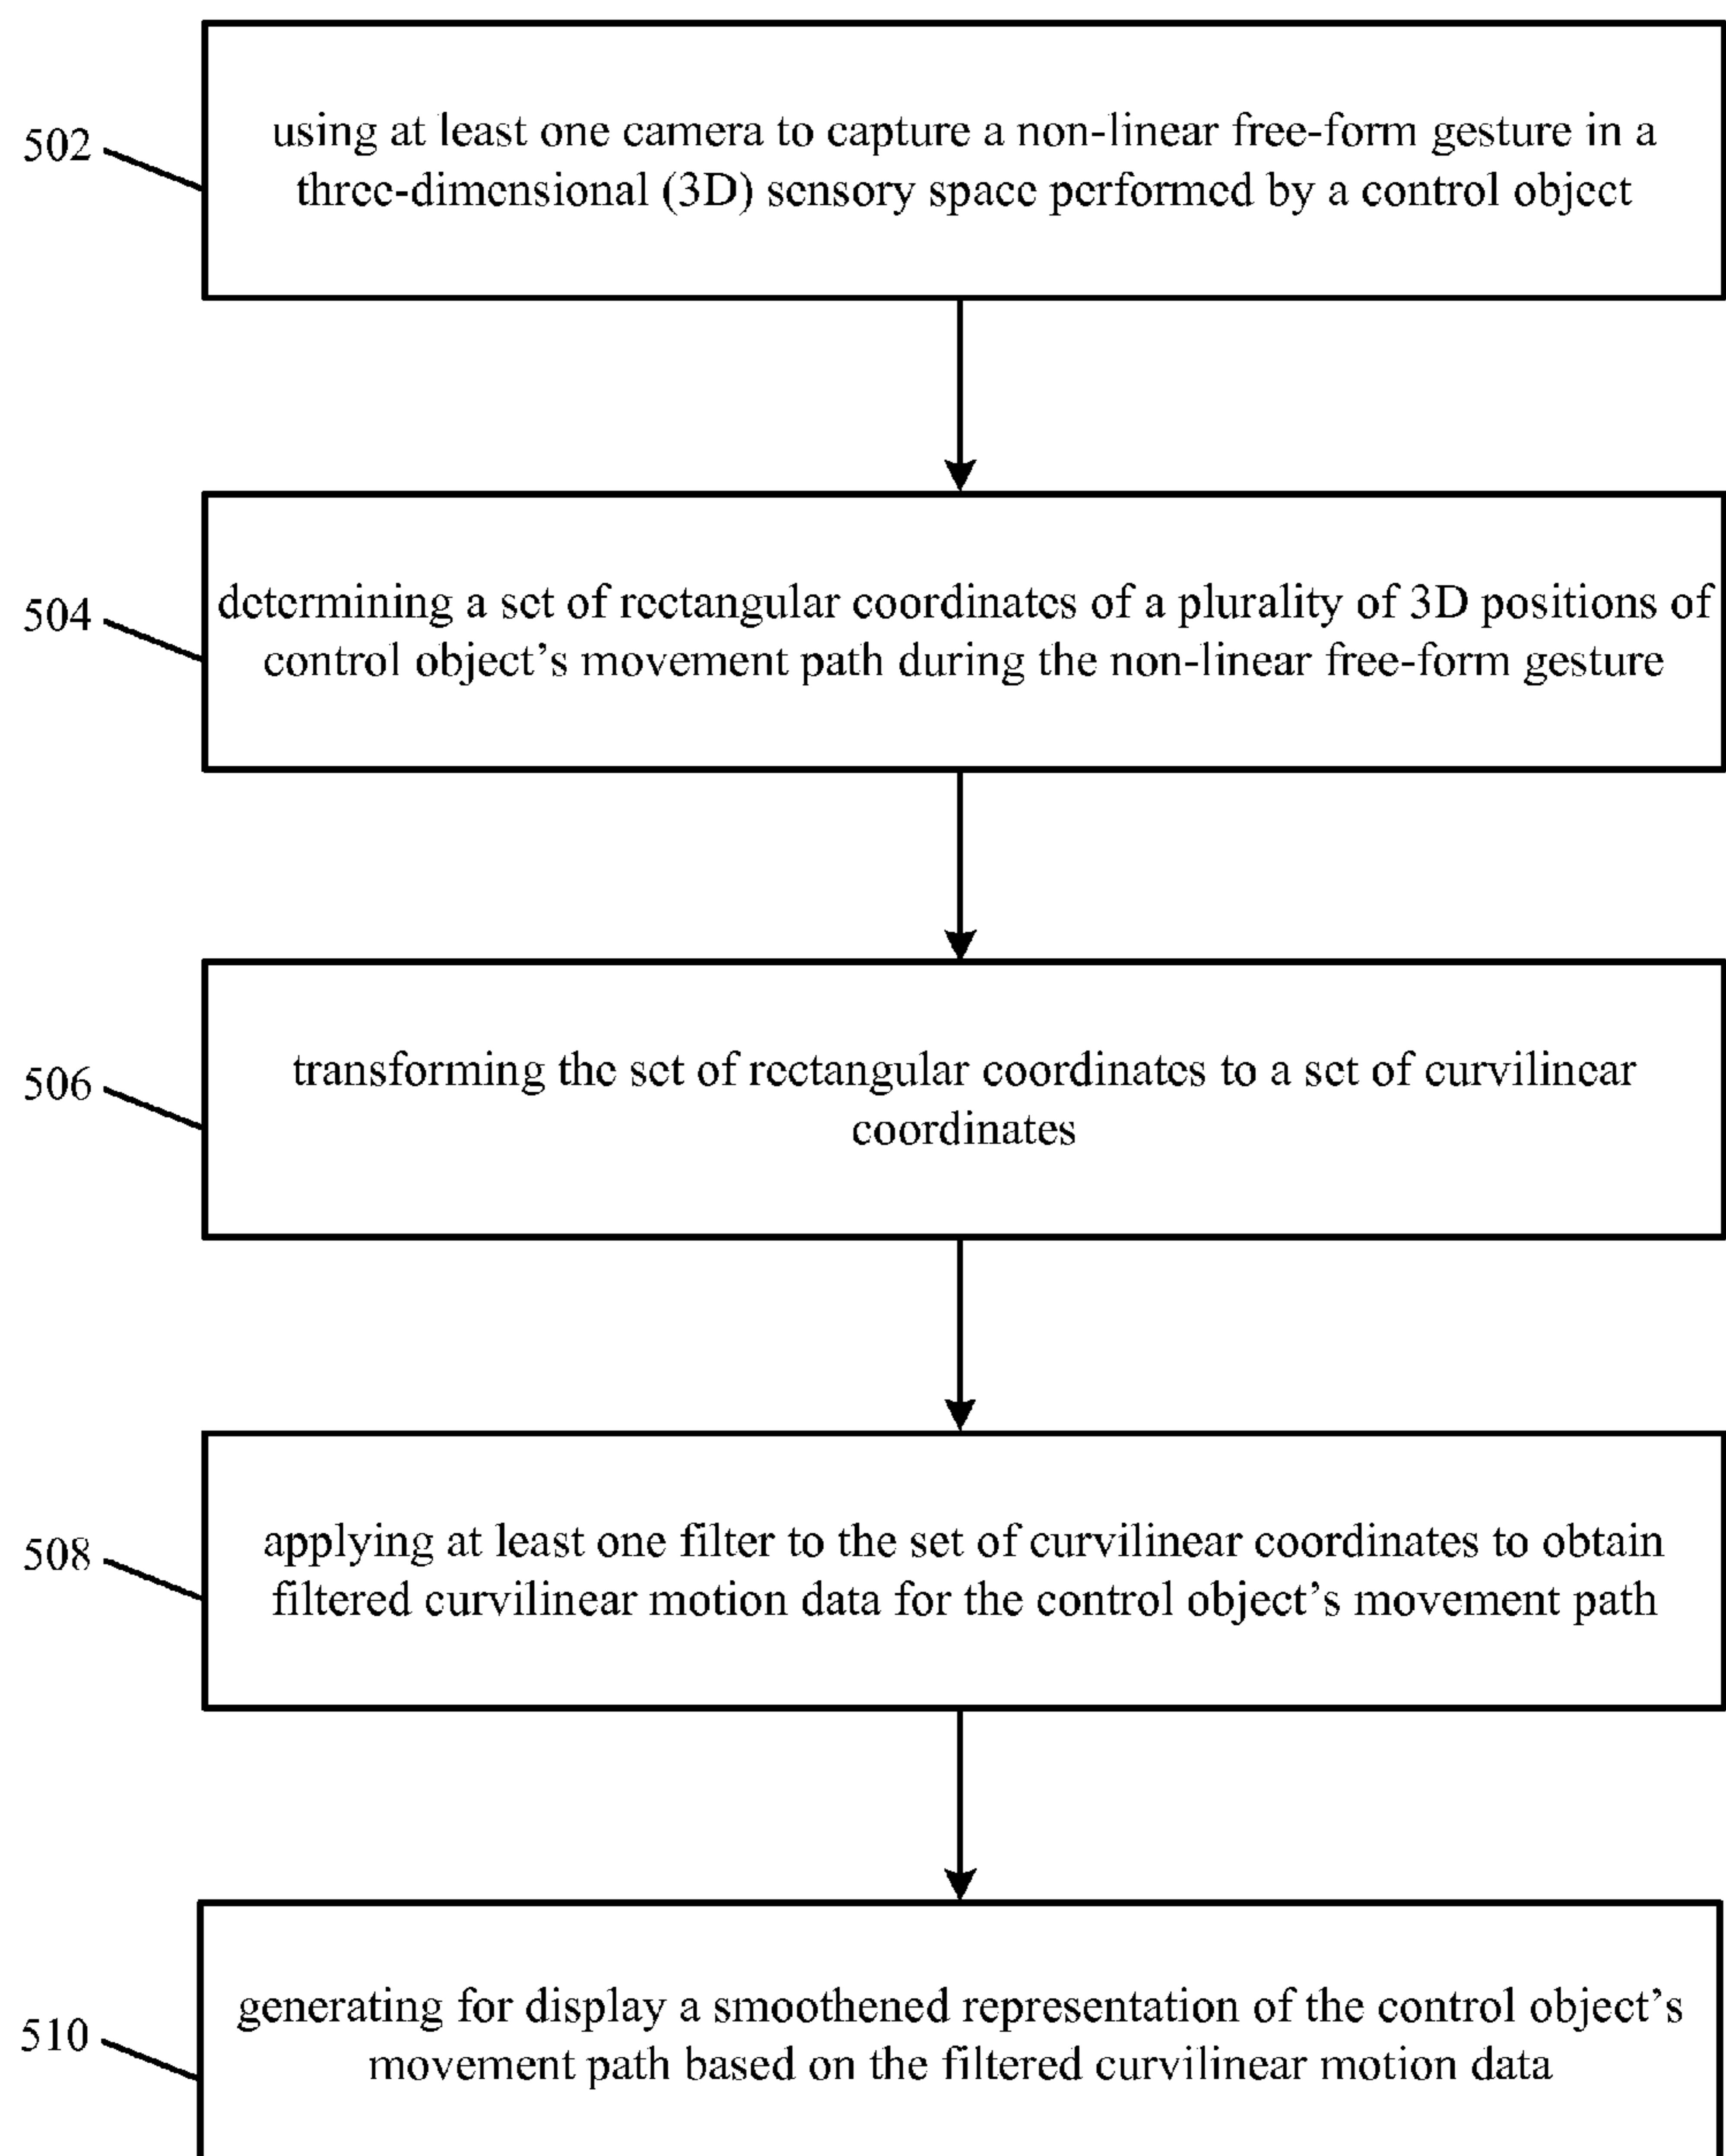 502
using at least one camera to capture a non-linear free-form gesture in a
three-dimensional (3D) sensory space performed by a control object
504
determining a set of rectangular coordinates of a plurality of 3D positions of
control object's movement path during the non-linear free-form gesture
506
transforming the set of rectangular coordinates to a set of curvilinear
coordinates
508
applying at least one filter to the set of curvilinear coordinates to obtain
filtered curvilinear motion data for the control object's movement path
510
generating for display a smoothened representation of the control object's
movement path based on the filtered curvilinear motion data